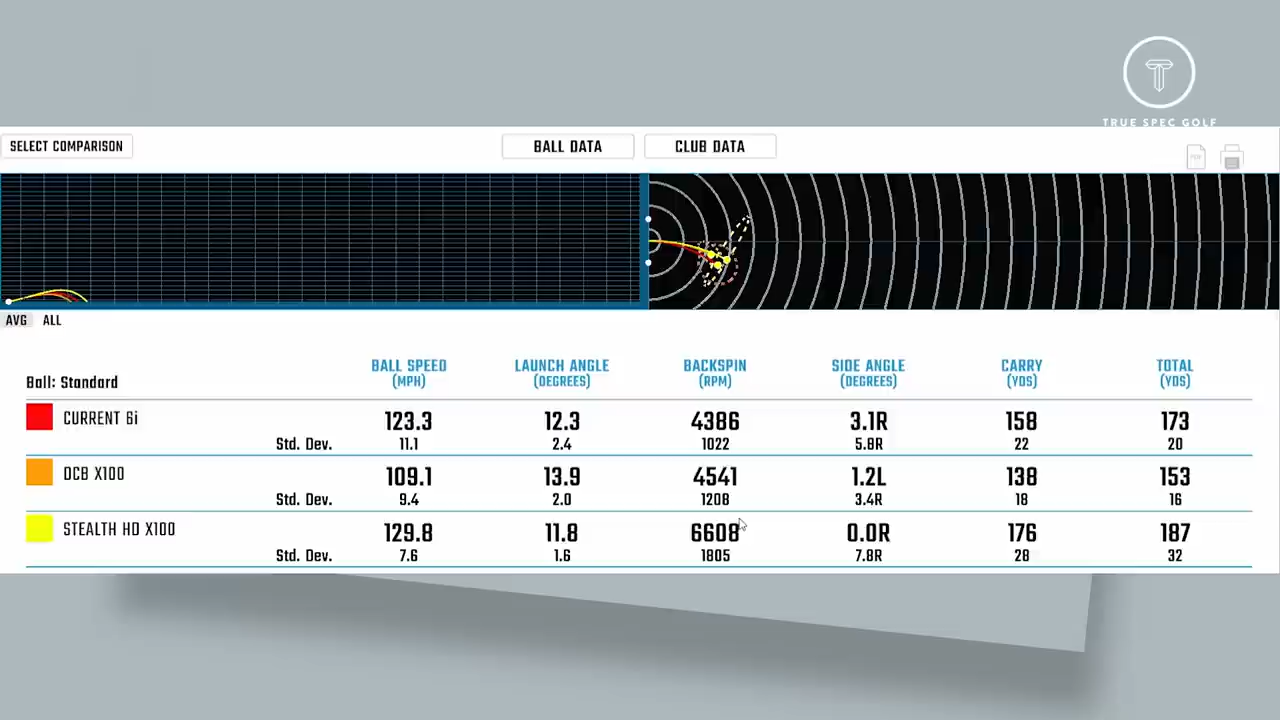 TRUE SPEC GOLF
SELECT COMPARISON
BALL DATA
CLUB DATA
AVG ALL
Ball: Standard
BALL SPEED (MPH)
LAUNCH ANGLE (DEGREES)
BACKSPIN (RPM)
SIDE ANGLE (DEGREES)
CARRY (YDS)
TOTAL (YDS)
CURRENT 6i 123.3 12.3 4386 3.1R 158 173
Std. Dev. 11.1 2.4 1022 5.8R 22 20
DCB X100 109.1 13.9 4541 1.2L 138 153
Std. Dev. 9.4 2.0 1208 3.4R 18 16
STEALTH HD X100 129.8 11.8 6608 0.0R 176 187
Std. Dev. 7.6 1.6 1805 7.8R 28 32